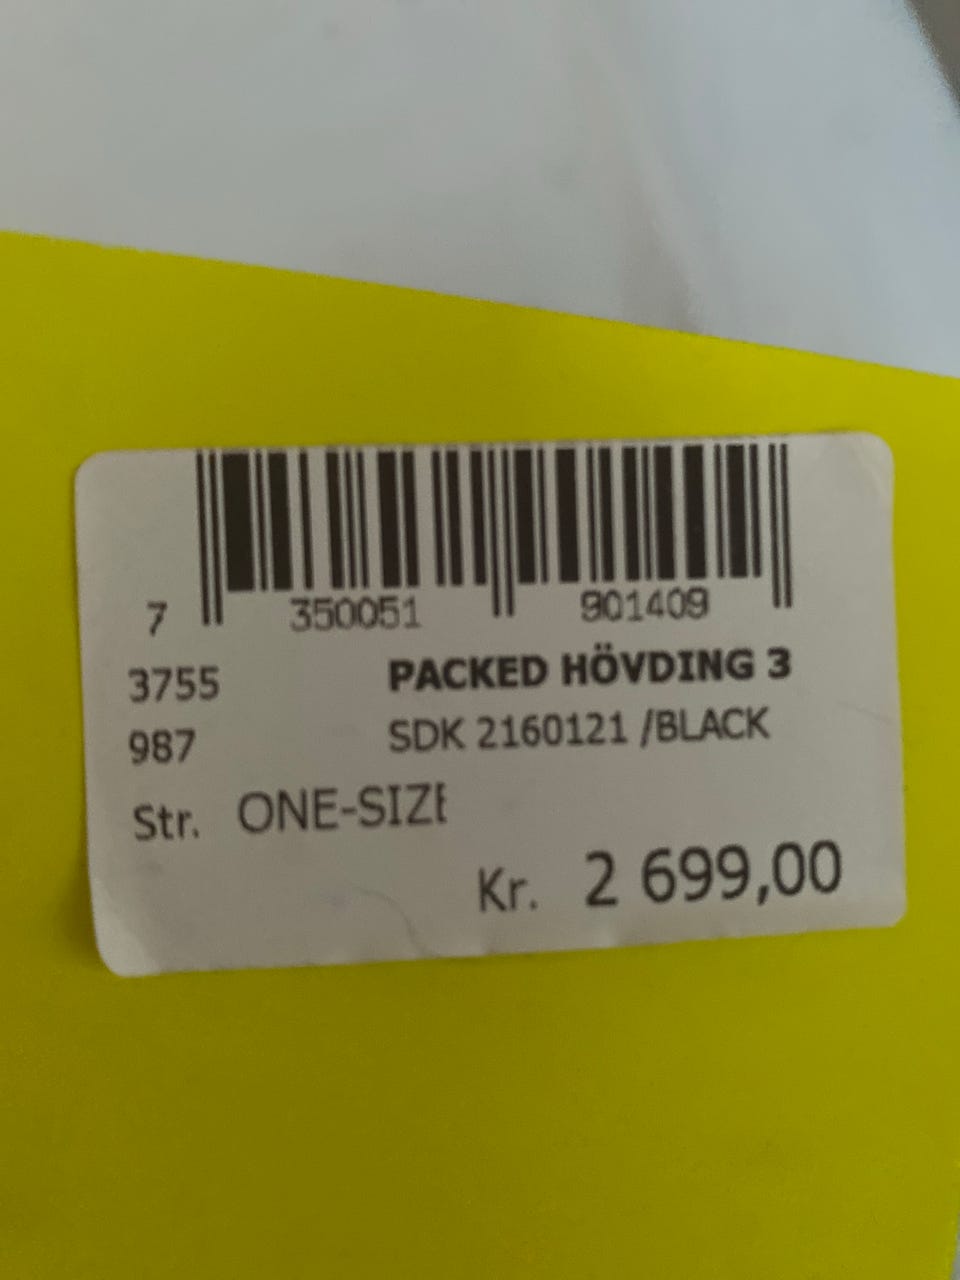 7 350051 901409
3755 PACKED HÖVDING 3
987 SDK 2160121 /BLACK
Str. ONE-SIZE
Kr. 2 699,00